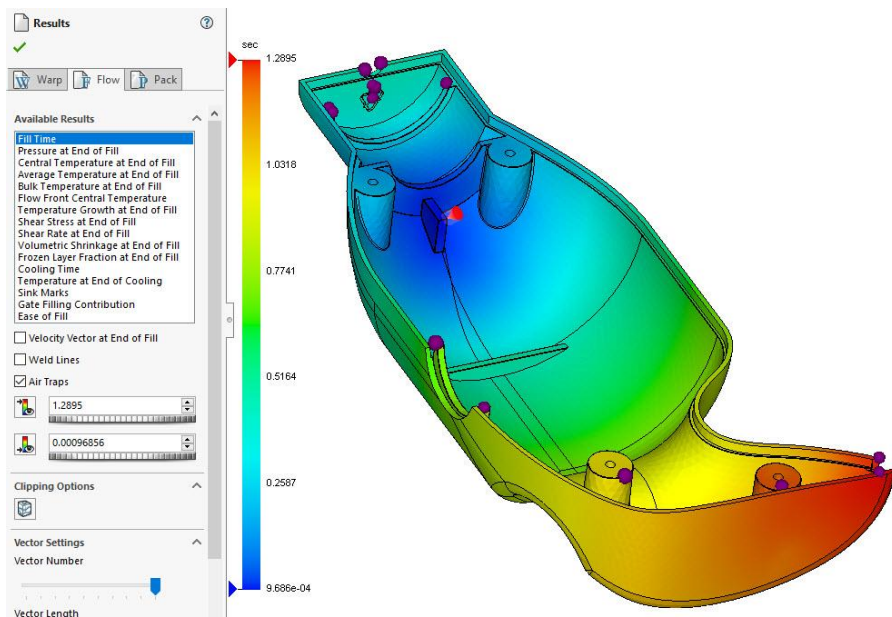 Results
Warp
Flow
Pack
Available Results
Fill Time
Pressure at End of Fill
Central Temperature at End of Fill
Average Temperature at End of Fill
Bulk Temperature at End of Fill
Flow Front Central Temperature
Temperature Growth at End of Fill
Shear Stress at End of Fill
Shear Rate at End of Fill
Volumetric Shrinkage at End of Fill
Frozen Layer Fraction at End of Fill
Cooling Time
Temperature at End of Cooling
Sink Marks
Gate Filling Contribution
Ease of Fill
Velocity Vector at End of Fill
Weld Lines
Air Traps
1.2895
0.00096856
Clipping Options
Vector Settings
Vector Number
Vector Length
sec
1.2895
1.0318
0.7741
0.5164
0.2587
9.686e-04